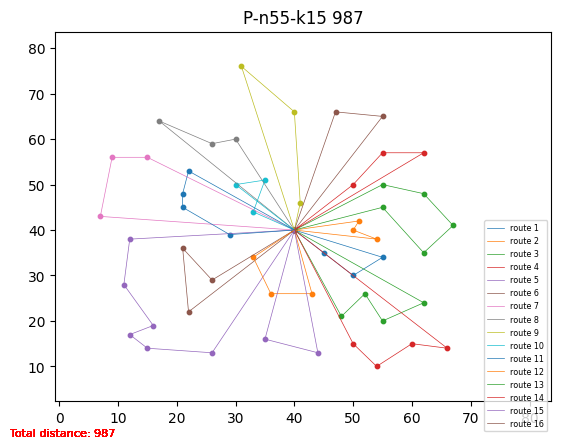 P-n55-k15 987
80
70
60
50
40
30
20
10
0
10
20
30
40
50
60
70
80
route 1
route 2
route 3
route 4
route 5
route 6
route 7
route 8
route 9
route 10
route 11
route 12
route 13
route 14
route 15
route 16
Total distance: 987